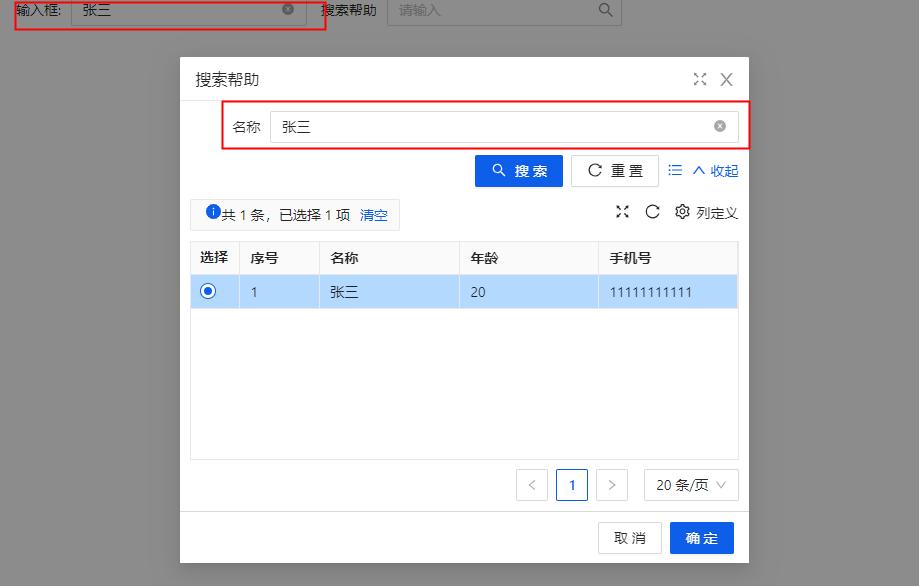 输入框: 张三 搜索帮助 请输入
搜索帮助
名称 张三
搜索 重置 收起
共 1 条，已选择 1 项 清空 列定义
选择 序号 名称 年龄 手机号
1 张三 20 11111111111
1 20 条/页
取消 确定